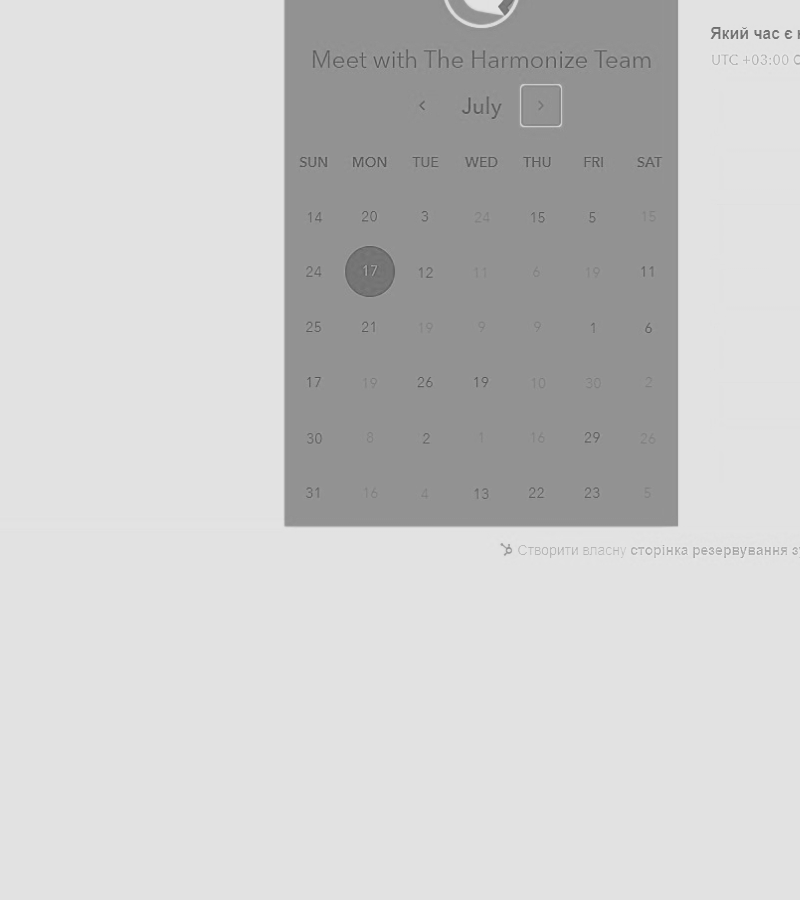 Meet with The Harmonize Team
July
SUN MON TUE WED THU FRI SAT
14 20 3 24 15 5 15
24 17 12 11 6 19 11
25 21 19 9 9 1 6
17 19 26 19 10 30 2
30 8 2 1 16 29 26
31 16 4 13 22 23 5
Який час є
UTC +03:00
Створити власну сторінка резервування